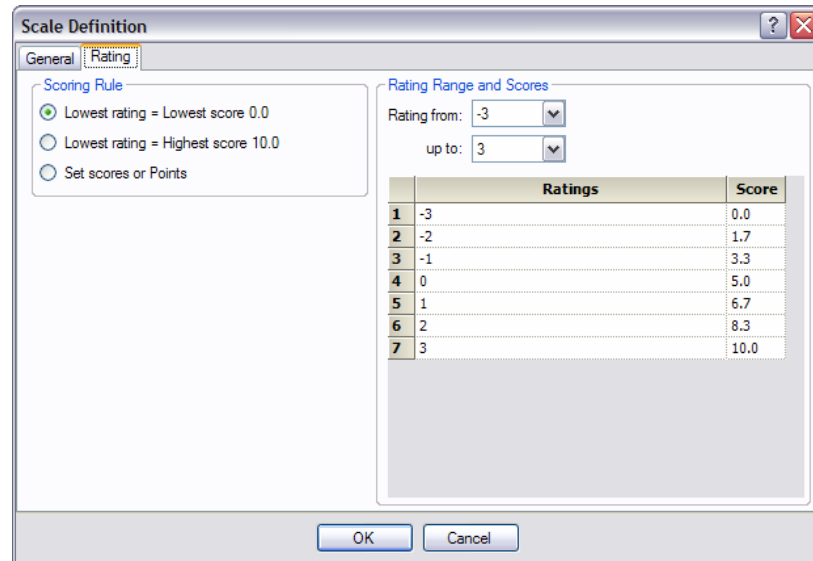 Scale Definition
General Rating
Scoring Rule
Lowest rating = Lowest score 0.0
Lowest rating = Highest score 10.0
Set scores or Points
Rating Range and Scores
Rating from: -3
up to: 3
Ratings Score
1 -3 0.0
2 -2 1.7
3 -1 3.3
4 0 5.0
5 1 6.7
6 2 8.3
7 3 10.0
OK Cancel